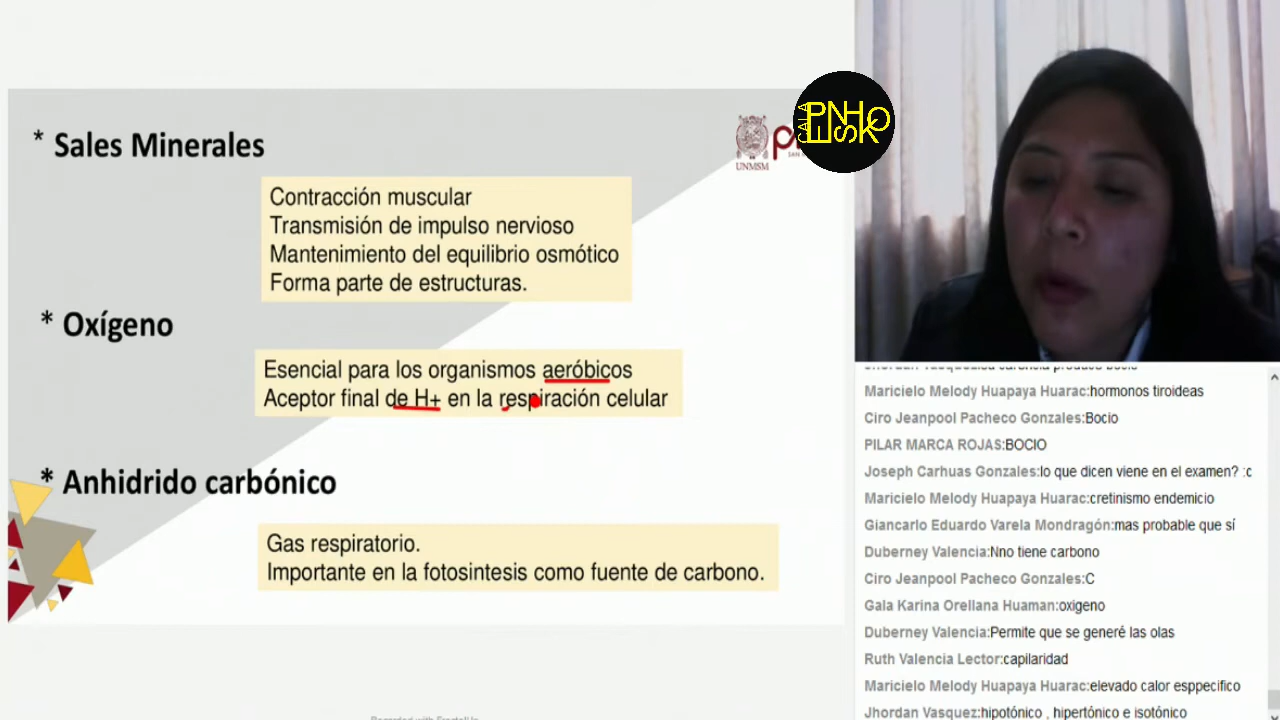 * Sales Minerales
UNMSM
CALA
PENHOSK
Contracción muscular
Transmisión de impulso nervioso
Mantenimiento del equilibrio osmótico
Forma parte de estructuras.
* Oxígeno
Esencial para los organismos aeróbicos
Aceptor final de H+ en la respiración celular
* Anhidrido carbónico
Gas respiratorio.
Importante en la fotosintesis como fuente de carbono.
Maricielo Melody Huapaya Huarac:hormonos tiroideas
Ciro Jeanpool Pacheco Gonzales:Bocio
PILAR MARCA ROJAS:BOCIO
Joseph Carhuas Gonzales:lo que dicen viene en el examen? :c
Maricielo Melody Huapaya Huarac:cretinismo endemicio
Giancarlo Eduardo Varela Mondragón:mas probable que sí
Duberney Valencia:Nno tiene carbono
Ciro Jeanpool Pacheco Gonzales:C
Gala Karina Orellana Huaman:oxigeno
Duberney Valencia:Permite que se generé las olas
Ruth Valencia Lector:capilaridad
Maricielo Melody Huapaya Huarac:elevado calor esppecifico
Jhordan Vasquez:hipotónico , hipertónico e isotónico